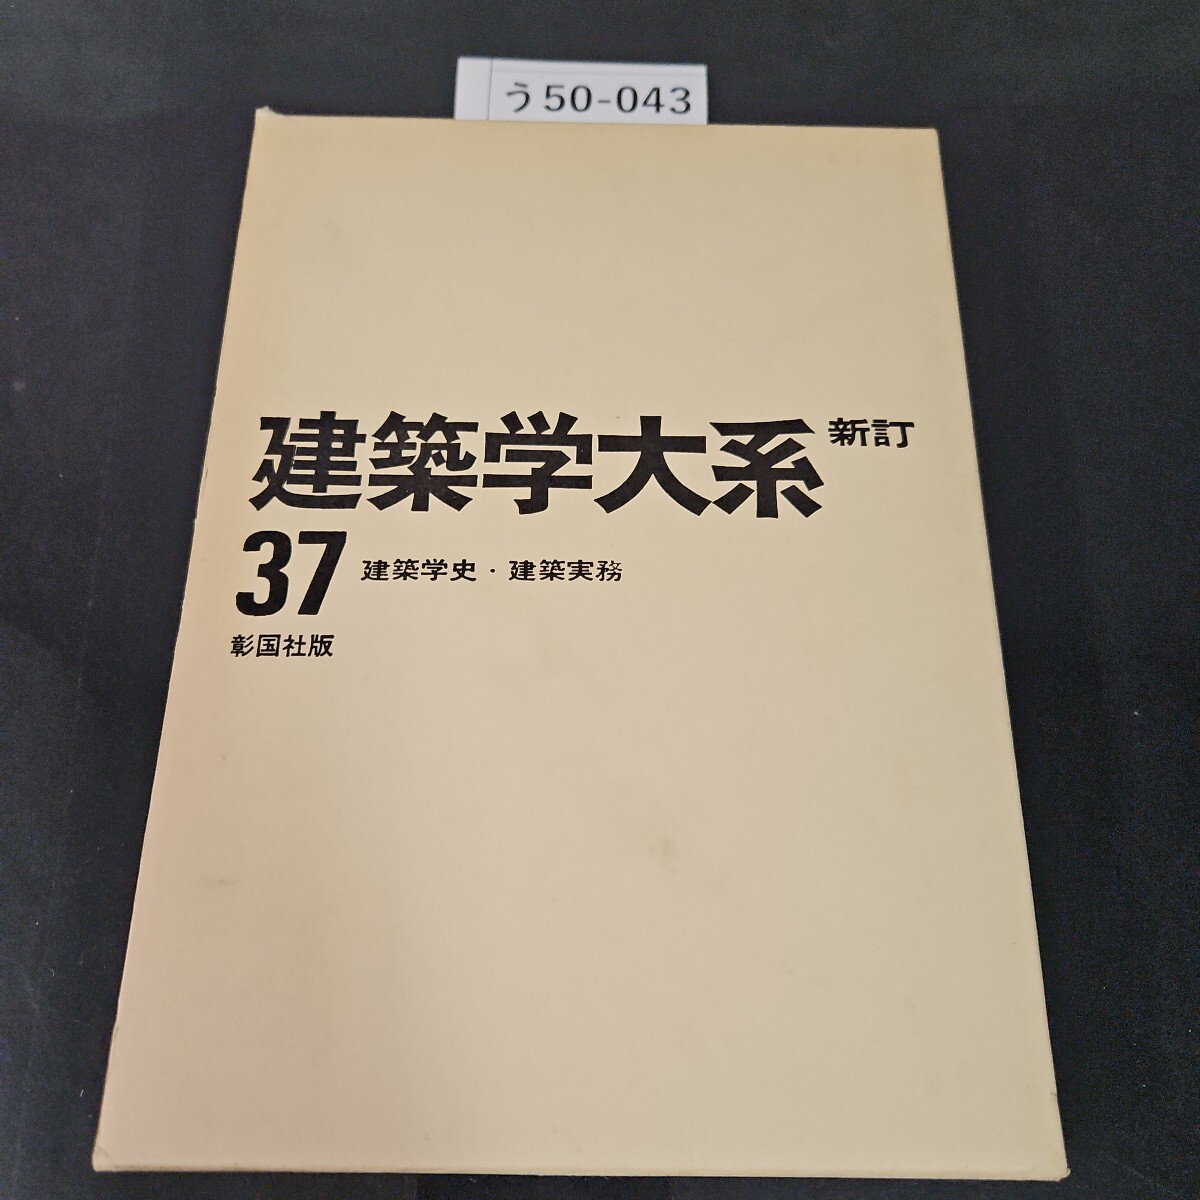 う50-043
建築学大系 新訂
37 建築学史・建築実務
彰国社版